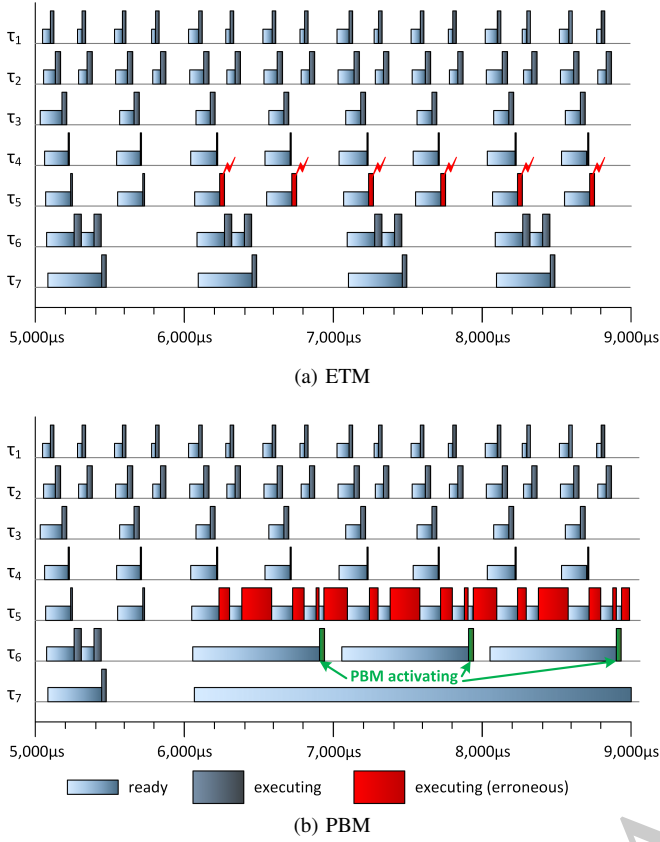 τ1
τ2
τ3
τ4
τ5
τ6
τ7
5,000µs 6,000µs 7,000µs 8,000µs 9,000µs
(a) ETM
τ1
τ2
τ3
τ4
τ5
τ6
PBM activating
τ7
5,000µs 6,000µs 7,000µs 8,000µs 9,000µs
ready executing executing (erroneous)
(b) PBM